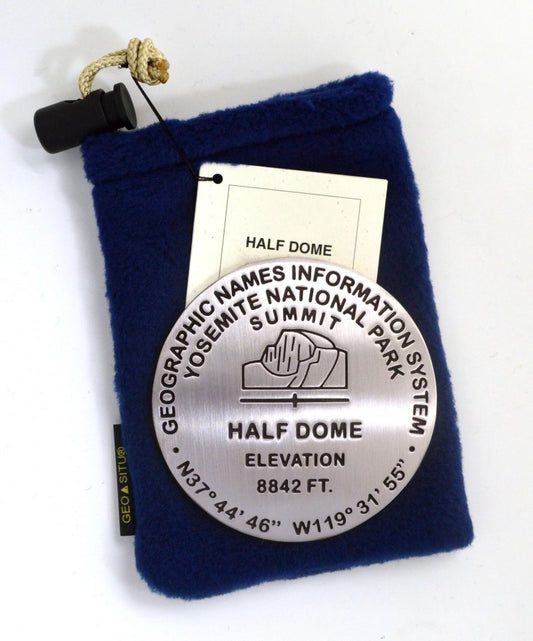 HALF DOME
GEOGRAPHIC NAMES INFORMATION SYSTEM
YOSEMITE NATIONAL PARK
SUMMIT
HALF DOME
ELEVATION
8842 FT.
• N37° 44' 46” W119° 31' 55” •
GEO▲SITU®